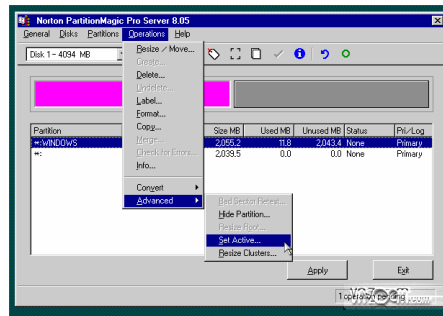 Norton PartitionMagic Pro Server 8.05
General Disks Partitions Operations Help
Disk 1 - 4094 MB
Resize / Move...
Create...
Delete...
Undelete...
Label...
Format...
Copy...
Merge...
Check for Errors...
Info...
Convert
Advanced
Bad Sector Retest...
Hide Partition...
Resize Root...
Set Active...
Resize Clusters...
Partition Size MB Used MB Unused MB Status Pri/Log
*:WINDOWS 2,055.2 11.8 2,043.4 None Primary
*: 2,039.5 0.0 0.0 None Primary
Apply Exit
1 operation pending